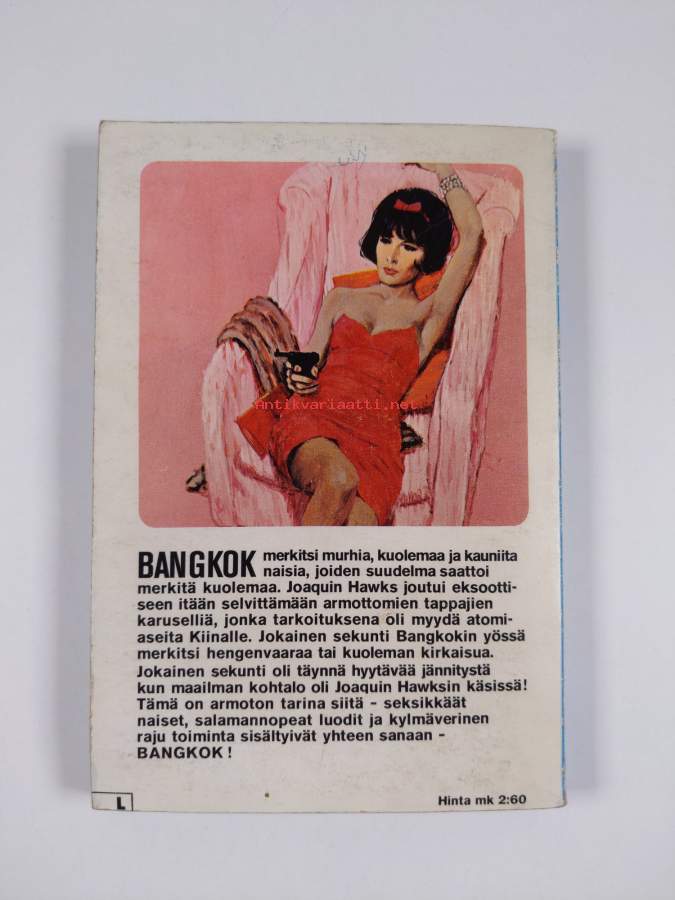 Antikvariaatti.net
BANGKOK merkitsi murhia, kuolemaa ja kauniita
naisia, joiden suudelma saattoi
merkitä kuolemaa. Joaquin Hawks joutui eksootti-
seen itään selvittämään armottomien tappajien
karuselliä, jonka tarkoituksena oli myydä atomi-
aseita Kiinalle. Jokainen sekunti Bangkokin yössä
merkitsi hengenvaaraa tai kuoleman kirkaisua.
Jokainen sekunti oli täynnä hyytävää jännitystä
kun maailman kohtalo oli Joaquin Hawksin käsissä!
Tämä on armoton tarina siitä - seksikkäät
naiset, salamannopeat luodit ja kylmäverinen
raju toiminta sisältyivät yhteen sanaan -
BANGKOK!
L
Hinta mk 2:60